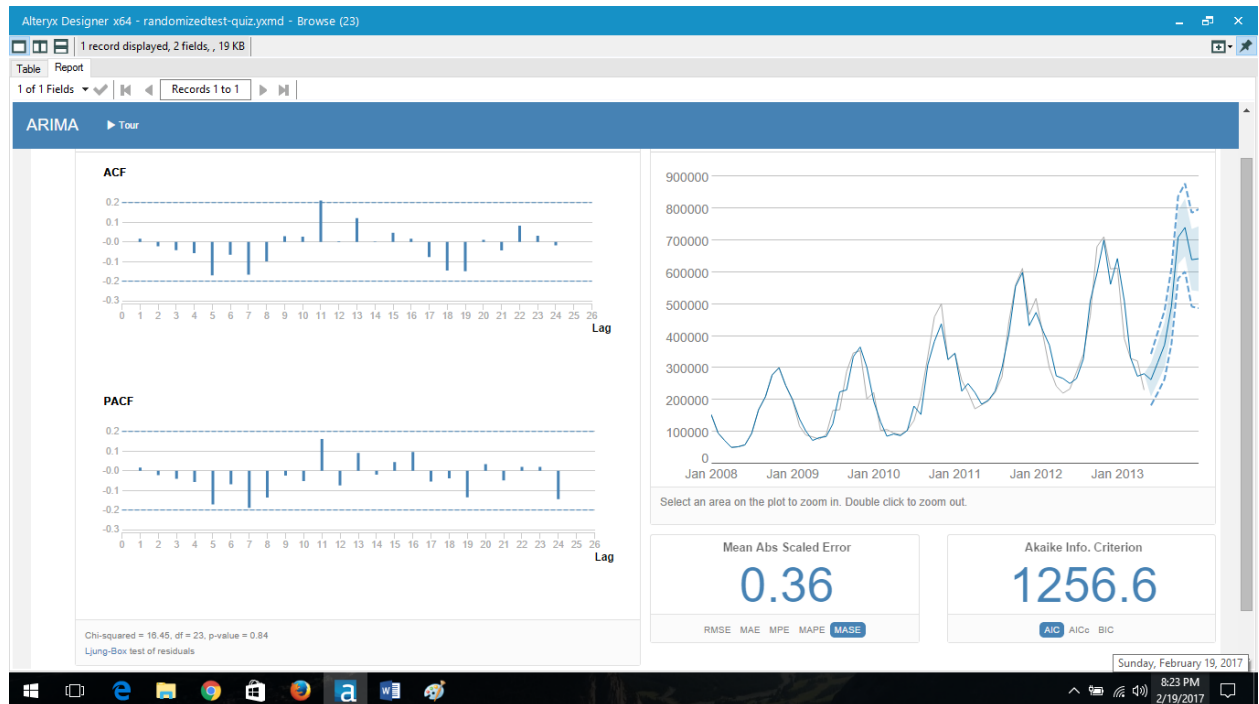 Alteryx Designer x64 - randomizedtest-quiz.yxmd - Browse (23)
1 record displayed, 2 fields, , 19 KB
Table Report
1 of 1 Fields Records 1 to 1
ARIMA Tour
ACF
0.2
0.1
-0.0
-0.1
-0.2
-0.3
0 1 2 3 4 5 6 7 8 9 10 11 12 13 14 15 16 17 18 19 20 21 22 23 24 25 26
Lag
PACF
0.2
0.1
-0.0
-0.1
-0.2
-0.3
0 1 2 3 4 5 6 7 8 9 10 11 12 13 14 15 16 17 18 19 20 21 22 23 24 25 26
Lag
Chi-squared = 16.45, df = 23, p-value = 0.84
Ljung-Box test of residuals
900000
800000
700000
600000
500000
400000
300000
200000
100000
0
Jan 2008 Jan 2009 Jan 2010 Jan 2011 Jan 2012 Jan 2013
Select an area on the plot to zoom in. Double click to zoom out.
Mean Abs Scaled Error
0.36
RMSE MAE MPE MAPE MASE
Akaike Info. Criterion
1256.6
AIC AICc BIC
Sunday, February 19, 2017
8:23 PM
2/19/2017